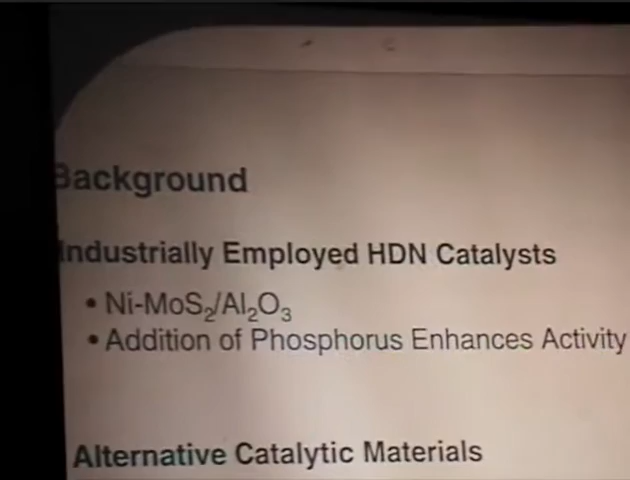 Background
Industrially Employed HDN Catalysts
• Ni-MoS₂/Al₂O₃
• Addition of Phosphorus Enhances Activity
Alternative Catalytic Materials